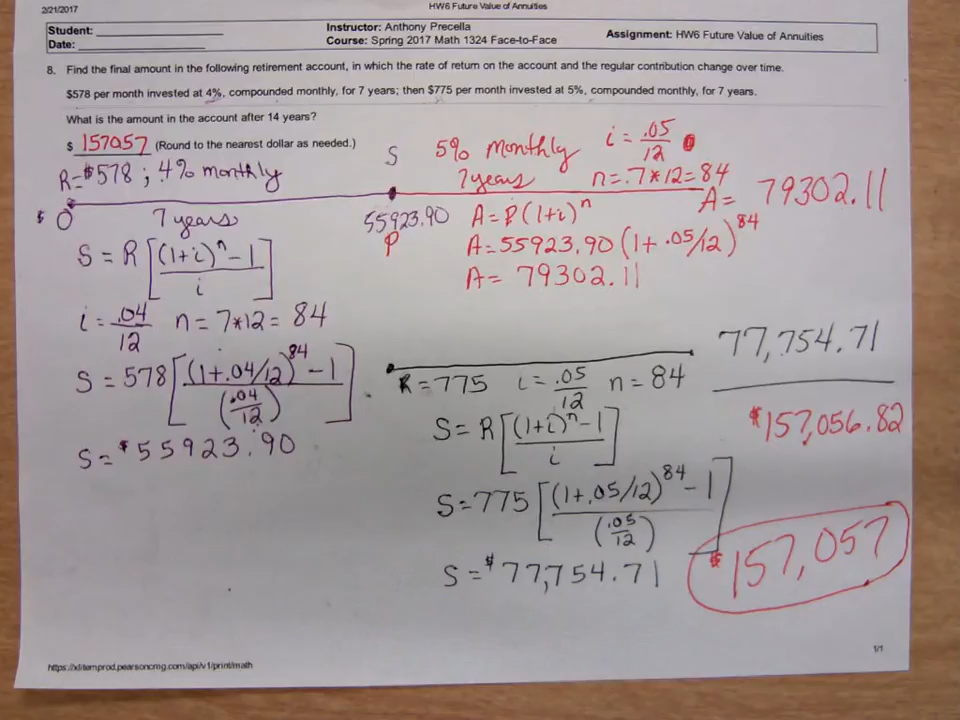 2/21/2017
HW6 Future Value of Annuities
Student:
Date:
Instructor: Anthony Precella
Course: Spring 2017 Math 1324 Face-to-Face
Assignment: HW6 Future Value of Annuities
8. Find the final amount in the following retirement account, in which the rate of return on the account and the regular contribution change over time.
$578 per month invested at 4%, compounded monthly, for 7 years; then $775 per month invested at 5%, compounded monthly, for 7 years.
What is the amount in the account after 14 years?
$ 157057 (Round to the nearest dollar as needed.)
R=$578 ; 4% monthly
$ 0
7 years
S = R[((1+i)^n - 1)/i]
i = .04/12 n = 7*12 = 84
S = 578[((1+.04/12)^84 - 1)/(.04/12)]
S = $55923.90
S 5% monthly i = .05/12
7 years n = .7*12 = 84
A = 79302.11
55923.90 A = P(1+i)^n
P A = 55923.90(1+.05/12)^84
A = 79302.11
77,754.71
$157,056.82
R = 775 i = .05/12 n = 84
S = R[((1+i)^n - 1)/i]
S = 775[((1+.05/12)^84 - 1)/(.05/12)]
S = $77,754.71
$157,057
1/1
https://xlitemprod.pearsoncmg.com/api/v1/print/math